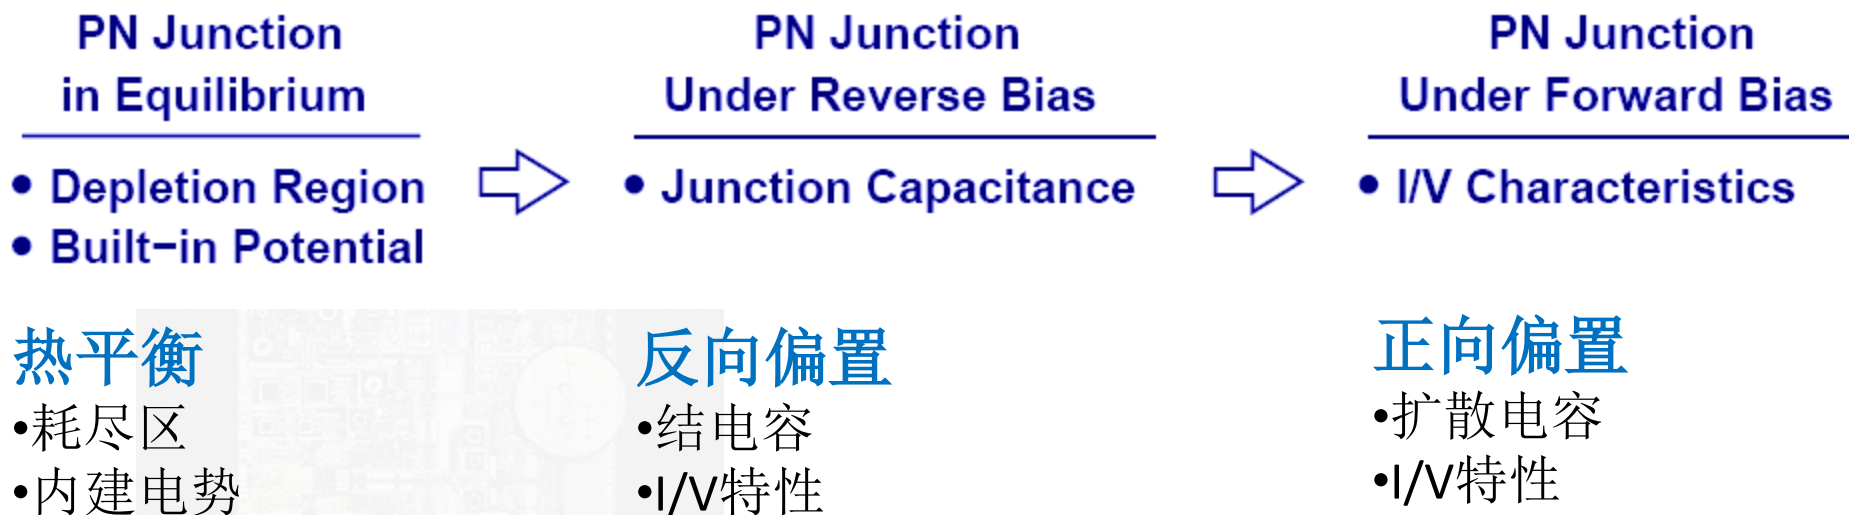 PN Junction
in Equilibrium
• Depletion Region
• Built−in Potential
PN Junction
Under Reverse Bias
• Junction Capacitance
PN Junction
Under Forward Bias
• I/V Characteristics
热平衡
•耗尽区
•内建电势
反向偏置
•结电容
•I/V特性
正向偏置
•扩散电容
•I/V特性